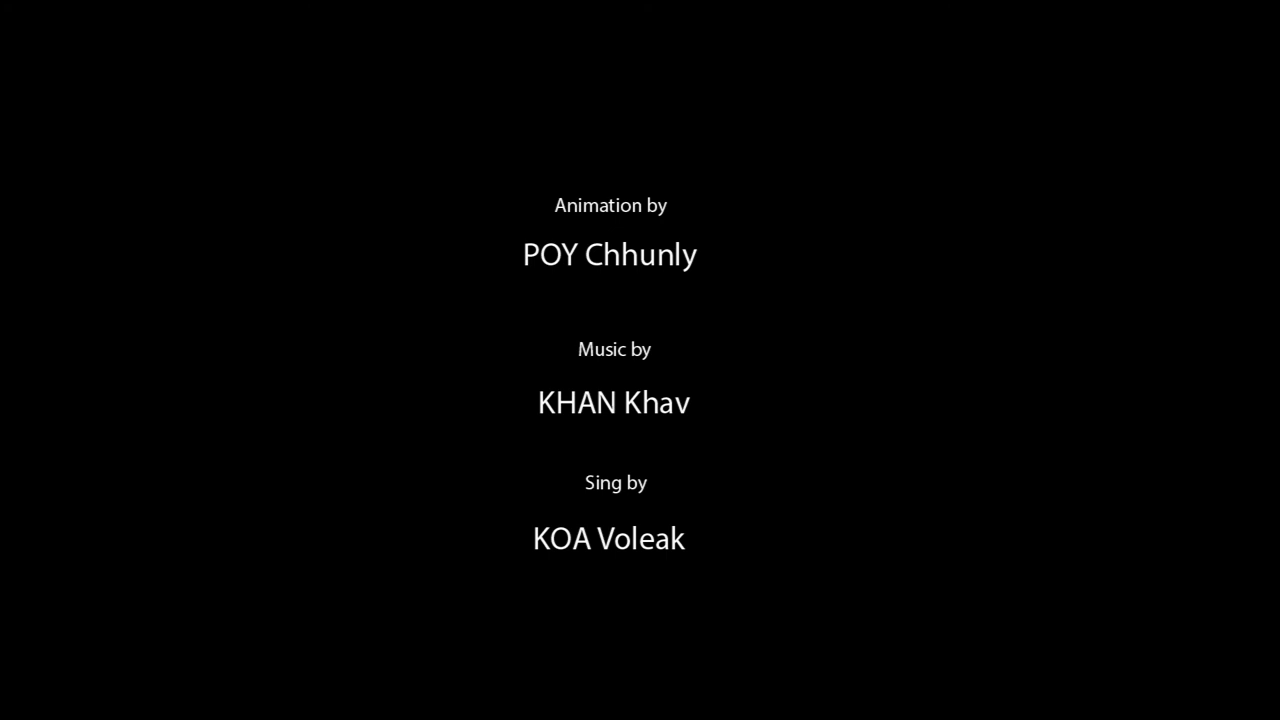 Animation by
POY Chhunly
Music by
KHAN Khav
Sing by
KOA Voleak